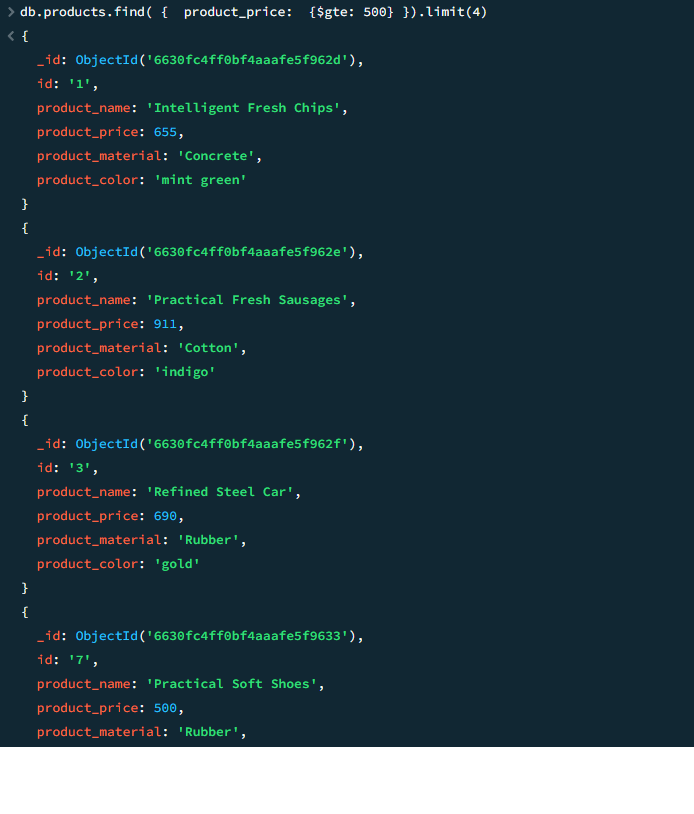 > db.products.find( {  product_price:  {$gte: 500} }).limit(4)
< {
_id: ObjectId('6630fc4ff0bf4aaafe5f962d'),
id: '1',
product_name: 'Intelligent Fresh Chips',
product_price: 655,
product_material: 'Concrete',
product_color: 'mint green'
}
{
_id: ObjectId('6630fc4ff0bf4aaafe5f962e'),
id: '2',
product_name: 'Practical Fresh Sausages',
product_price: 911,
product_material: 'Cotton',
product_color: 'indigo'
}
{
_id: ObjectId('6630fc4ff0bf4aaafe5f962f'),
id: '3',
product_name: 'Refined Steel Car',
product_price: 690,
product_material: 'Rubber',
product_color: 'gold'
}
{
_id: ObjectId('6630fc4ff0bf4aaafe5f9633'),
id: '7',
product_name: 'Practical Soft Shoes',
product_price: 500,
product_material: 'Rubber',